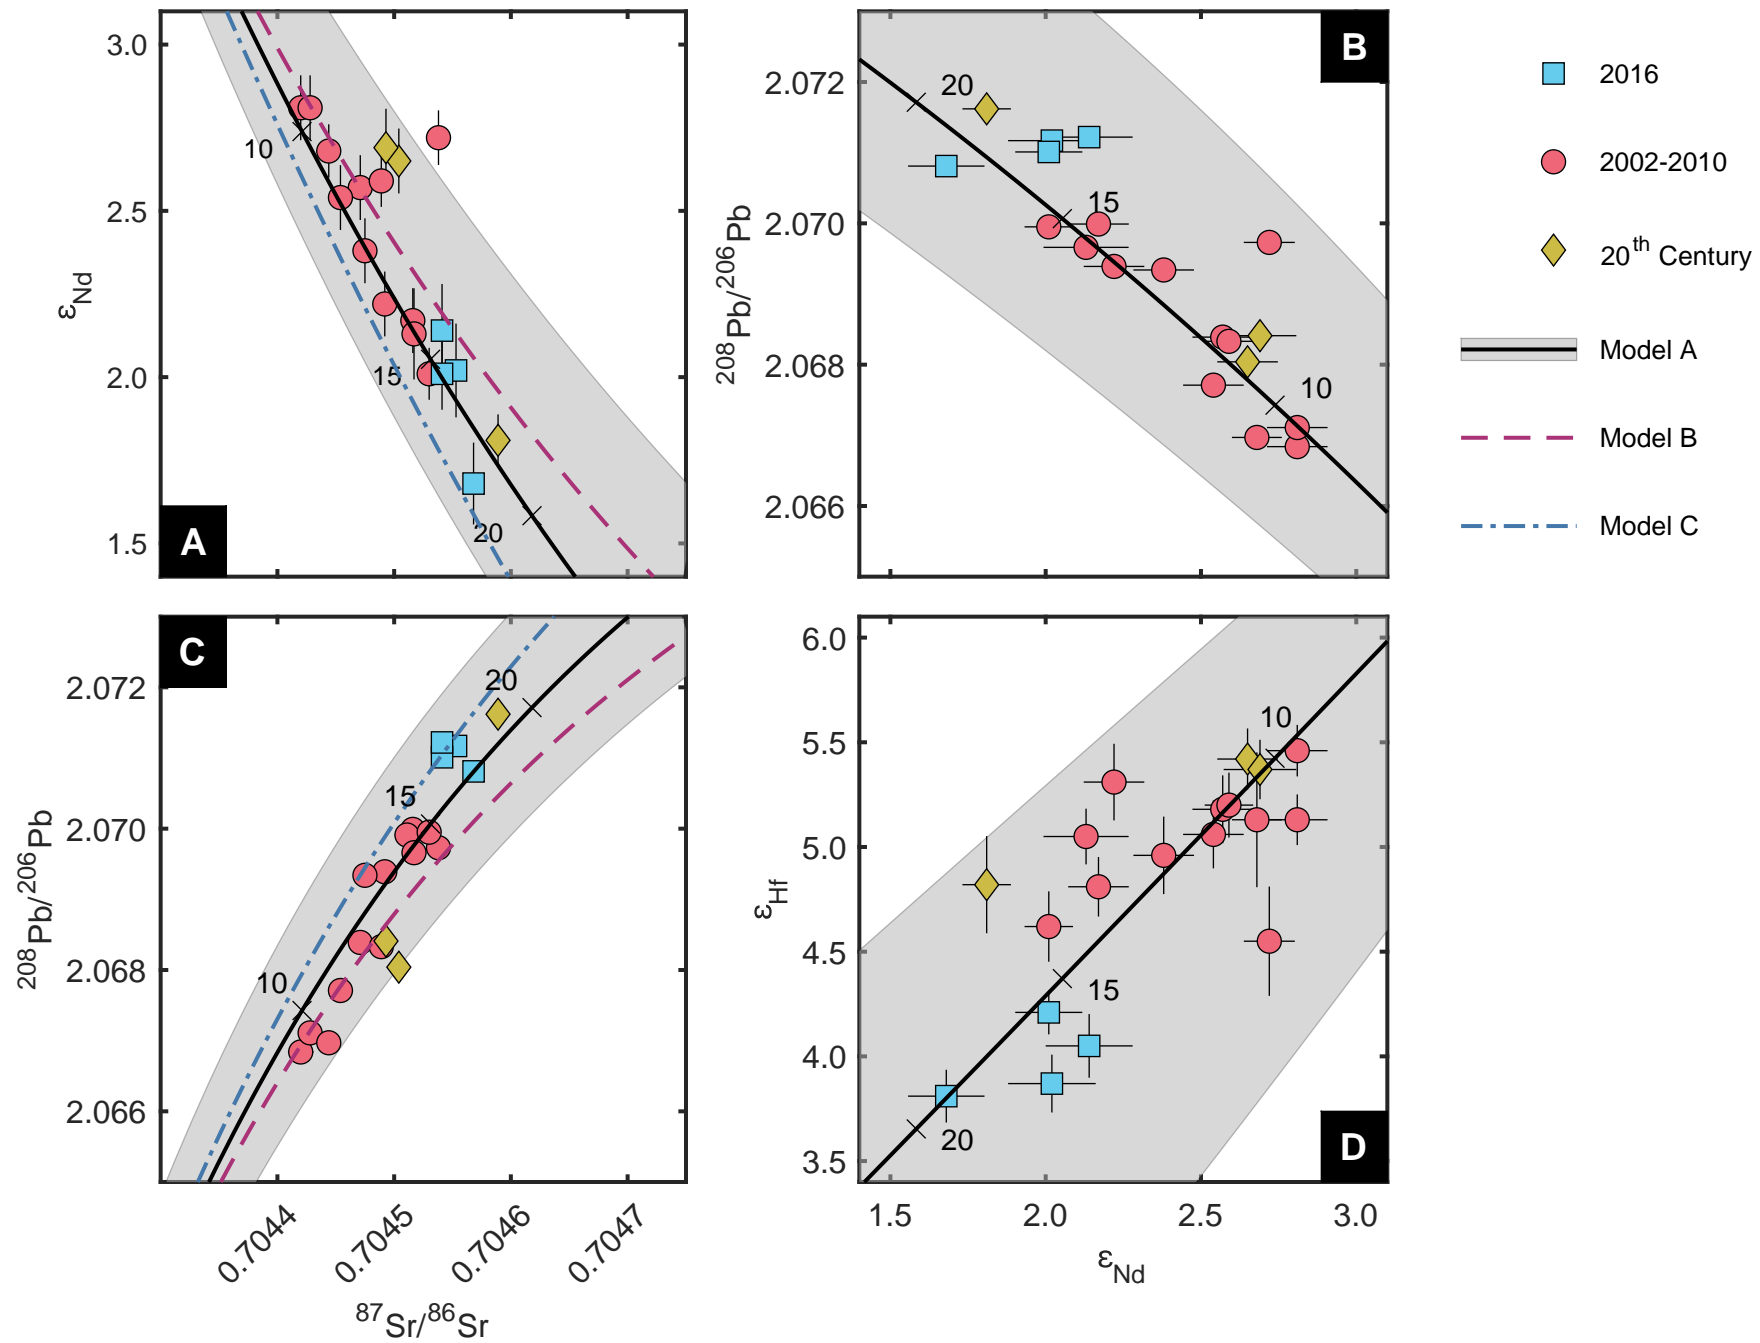 3.0
2.5
2.0
1.5
εNd
10
15
20
A
2.072
2.070
2.068
2.066
208Pb/206Pb
20
15
10
B
2016
2002-2010
20th Century
Model A
Model B
Model C
2.072
2.070
2.068
2.066
208Pb/206Pb
C
20
15
10
0.7044
0.7045
0.7046
0.7047
87Sr/86Sr
6.0
5.5
5.0
4.5
4.0
3.5
εHf
10
15
20
D
1.5
2.0
2.5
3.0
εNd